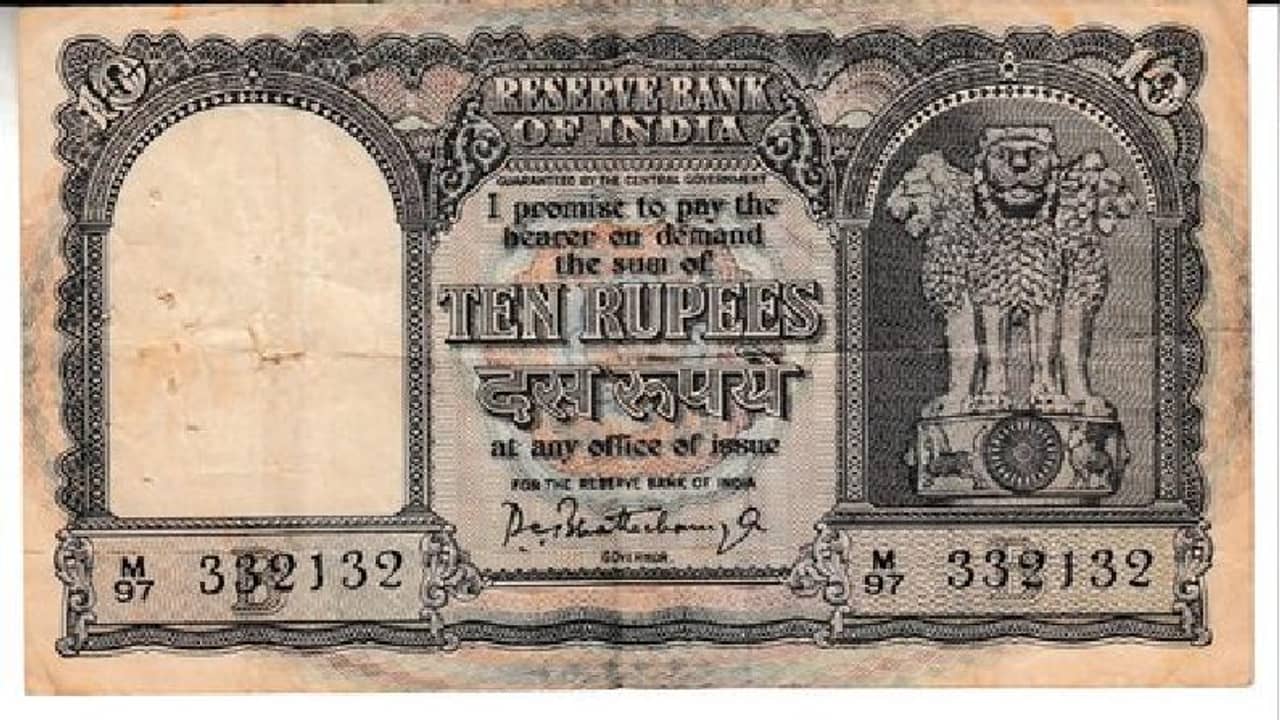 10
10
RESERVE BANK
OF INDIA
GUARANTEED BY THE CENTRAL GOVERNMENT
I promise to pay the
bearer on demand
the sum of
TEN RUPEES
दस रूपये
at any office of issue
FOR THE RESERVE BANK OF INDIA
GOVERNOR
M
97 332132
M
97 332132